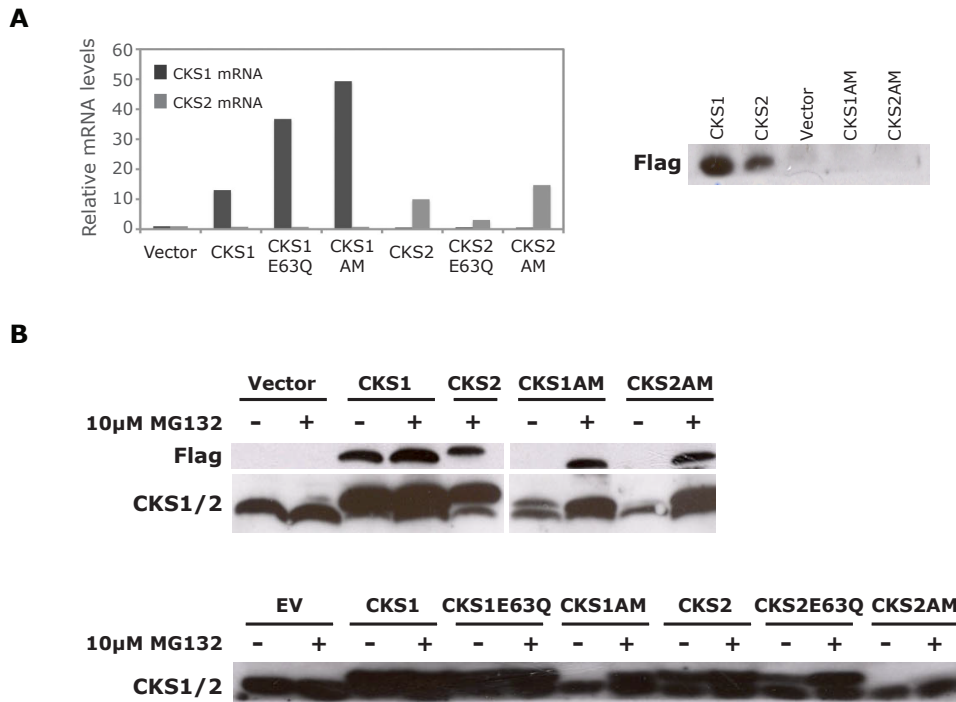 A
Relative mRNA levels
60
50
40
30
20
10
0
CKS1 mRNA
CKS2 mRNA
Vector CKS1 CKS1 E63Q CKS1 AM CKS2 CKS2 E63Q CKS2 AM
CKS1 CKS2 Vector CKS1AM CKS2AM
Flag
B
Vector CKS1 CKS2 CKS1AM CKS2AM
10µM MG132 - + - + + - + - +
Flag
CKS1/2
EV CKS1 CKS1E63Q CKS1AM CKS2 CKS2E63Q CKS2AM
10µM MG132 - + - + - + - + - + - + - +
CKS1/2